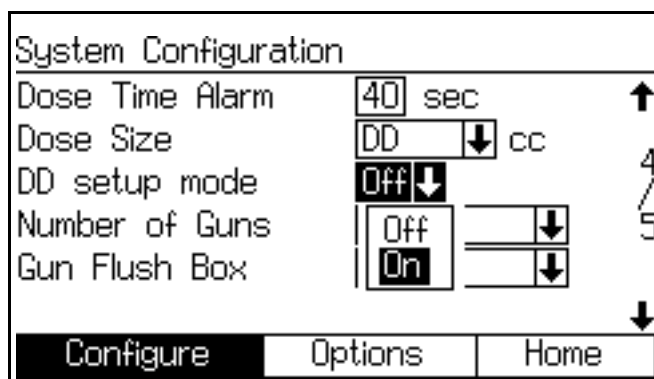 System Configuration
Dose Time Alarm 40 sec
Dose Size DD cc
DD setup mode Off
Number of Guns Off
Gun Flush Box On
4/5
Configure Options Home